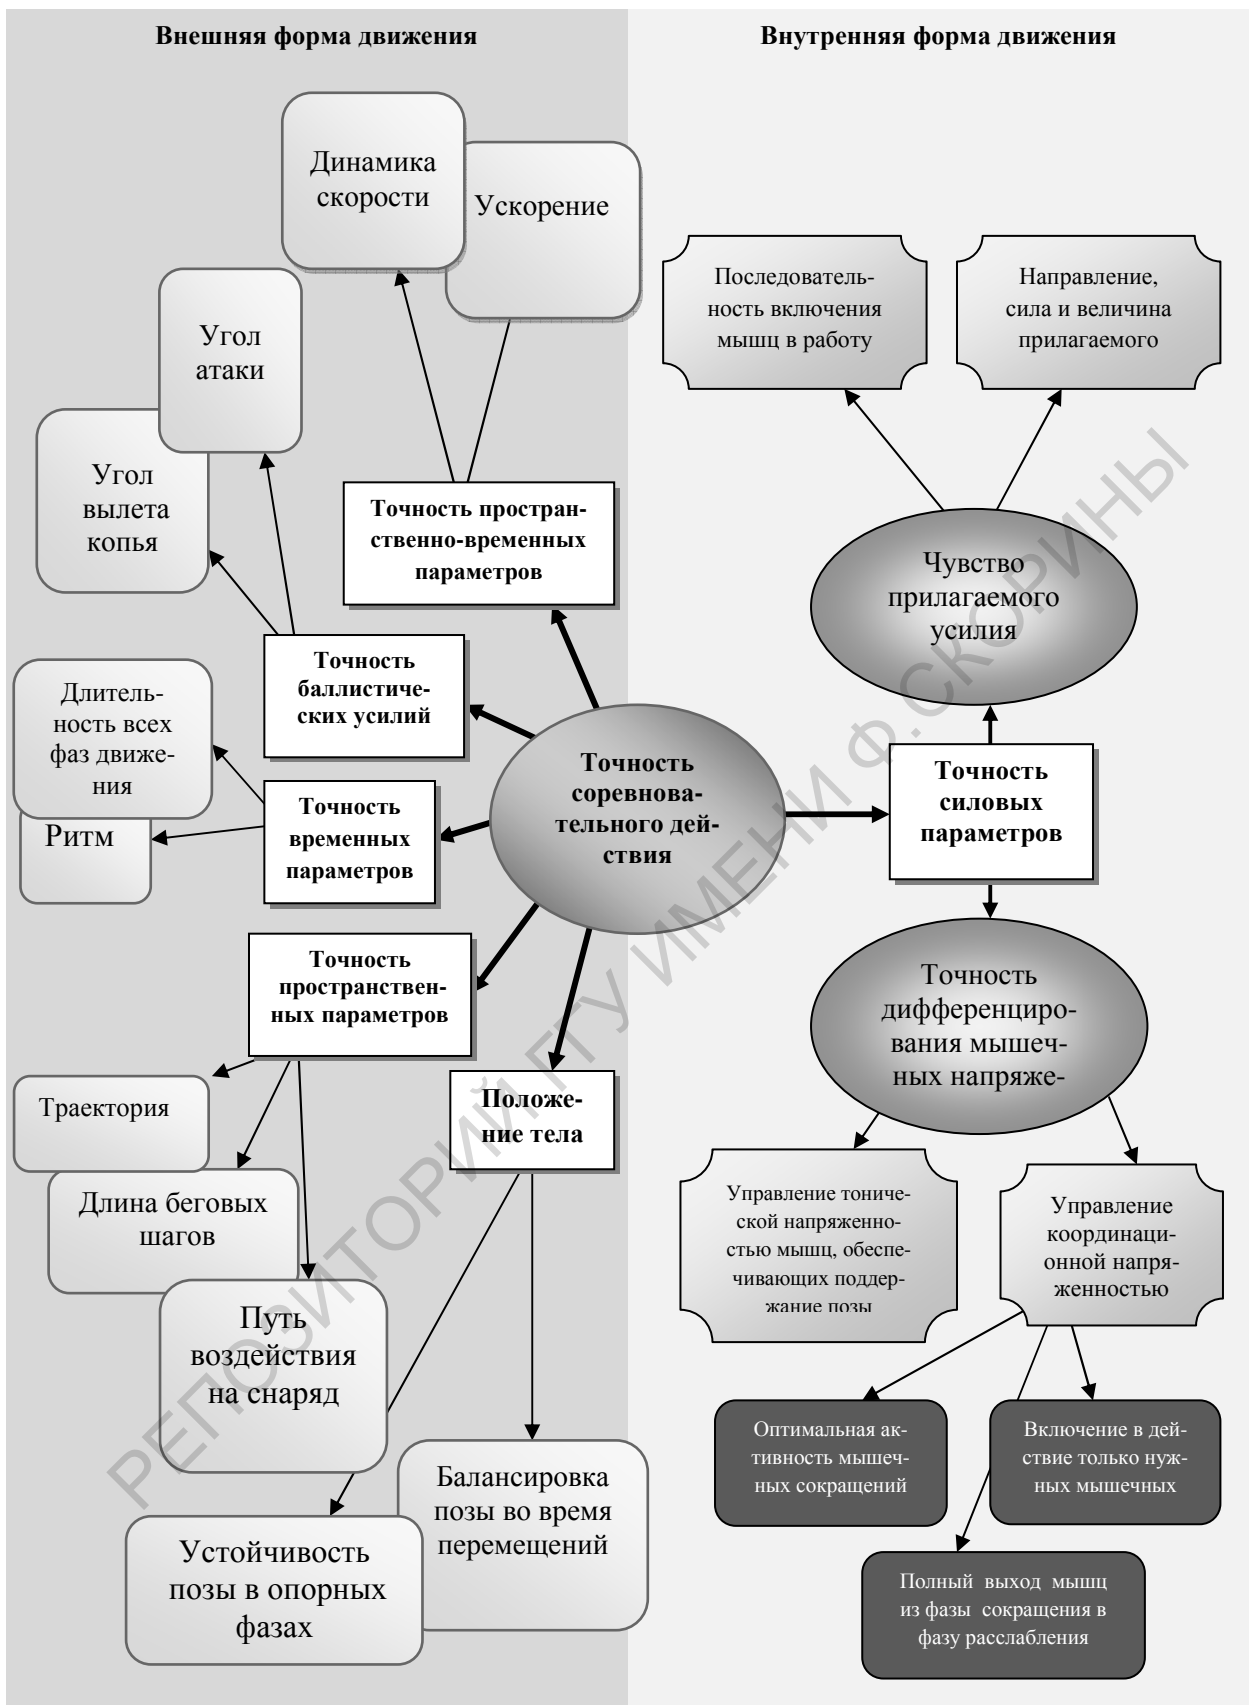 Внешняя форма движения
Внутренняя форма движения
Динамика
скорости
Ускорение
Угол
атаки
Угол
вылета
копья
Точность простран-
ственно-временных
параметров
Точность
баллистиче-
ских усилий
Длитель-
ность всех
фаз движе-
ния
Ритм
Точность
временных
параметров
Точность
соревнова-
тельного дей-
ствия
Точность
пространствен-
ных параметров
Траектория
Длина беговых
шагов
Путь
воздействия
на снаряд
Положе-
ние тела
Балансировка
позы во время
перемещений
Устойчивость
позы в опорных
фазах
Последователь-
ность включения
мышц в работу
Направление,
сила и величина
прилагаемого
Чувство
прилагаемого
усилия
Точность
силовых
параметров
Точность
дифференциро-
вания мышеч-
ных напряже-
Управление тониче-
ской напряженно-
стью мышц, обеспе-
чивающих поддер-
жание позы
Управление
координаци-
онной напря-
женностью
Оптимальная ак-
тивность мышеч-
ных сокращений
Включение в дей-
ствие только нуж-
ных мышечных
Полный выход мышц
из фазы сокращения в
фазу расслабления
РЕПОЗИТОРИЙ ГГУ ИМЕНИ Ф. СКОРИНЫ